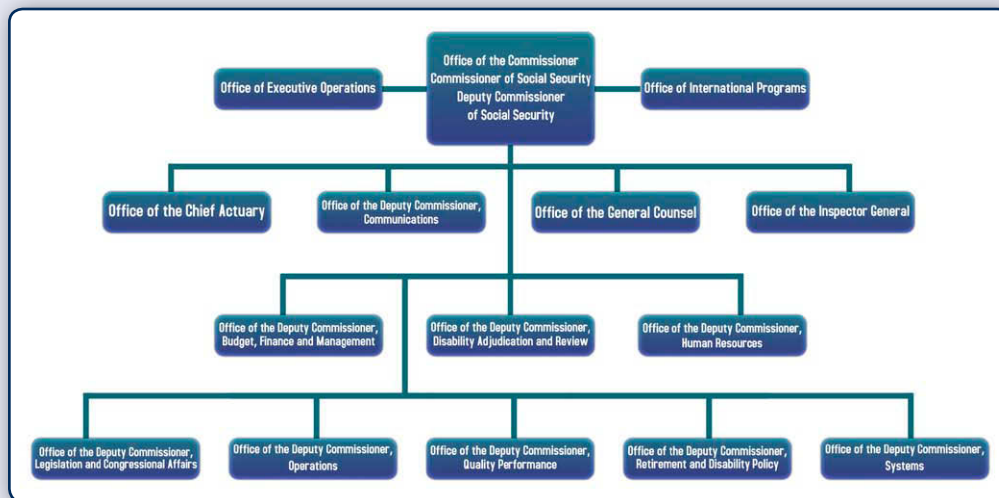 Office of the Commissioner
Commissioner of Social Security
Deputy Commissioner
of Social Security
Office of Executive Operations
Office of International Programs
Office of the Chief Actuary
Office of the Deputy Commissioner,
Communications
Office of the General Counsel
Office of the Inspector General
Office of the Deputy Commissioner,
Budget, Finance and Management
Office of the Deputy Commissioner,
Disability Adjudication and Review
Office of the Deputy Commissioner,
Human Resources
Office of the Deputy Commissioner,
Legislation and Congressional Affairs
Office of the Deputy Commissioner,
Operations
Office of the Deputy Commissioner,
Quality Performance
Office of the Deputy Commissioner,
Retirement and Disability Policy
Office of the Deputy Commissioner,
Systems